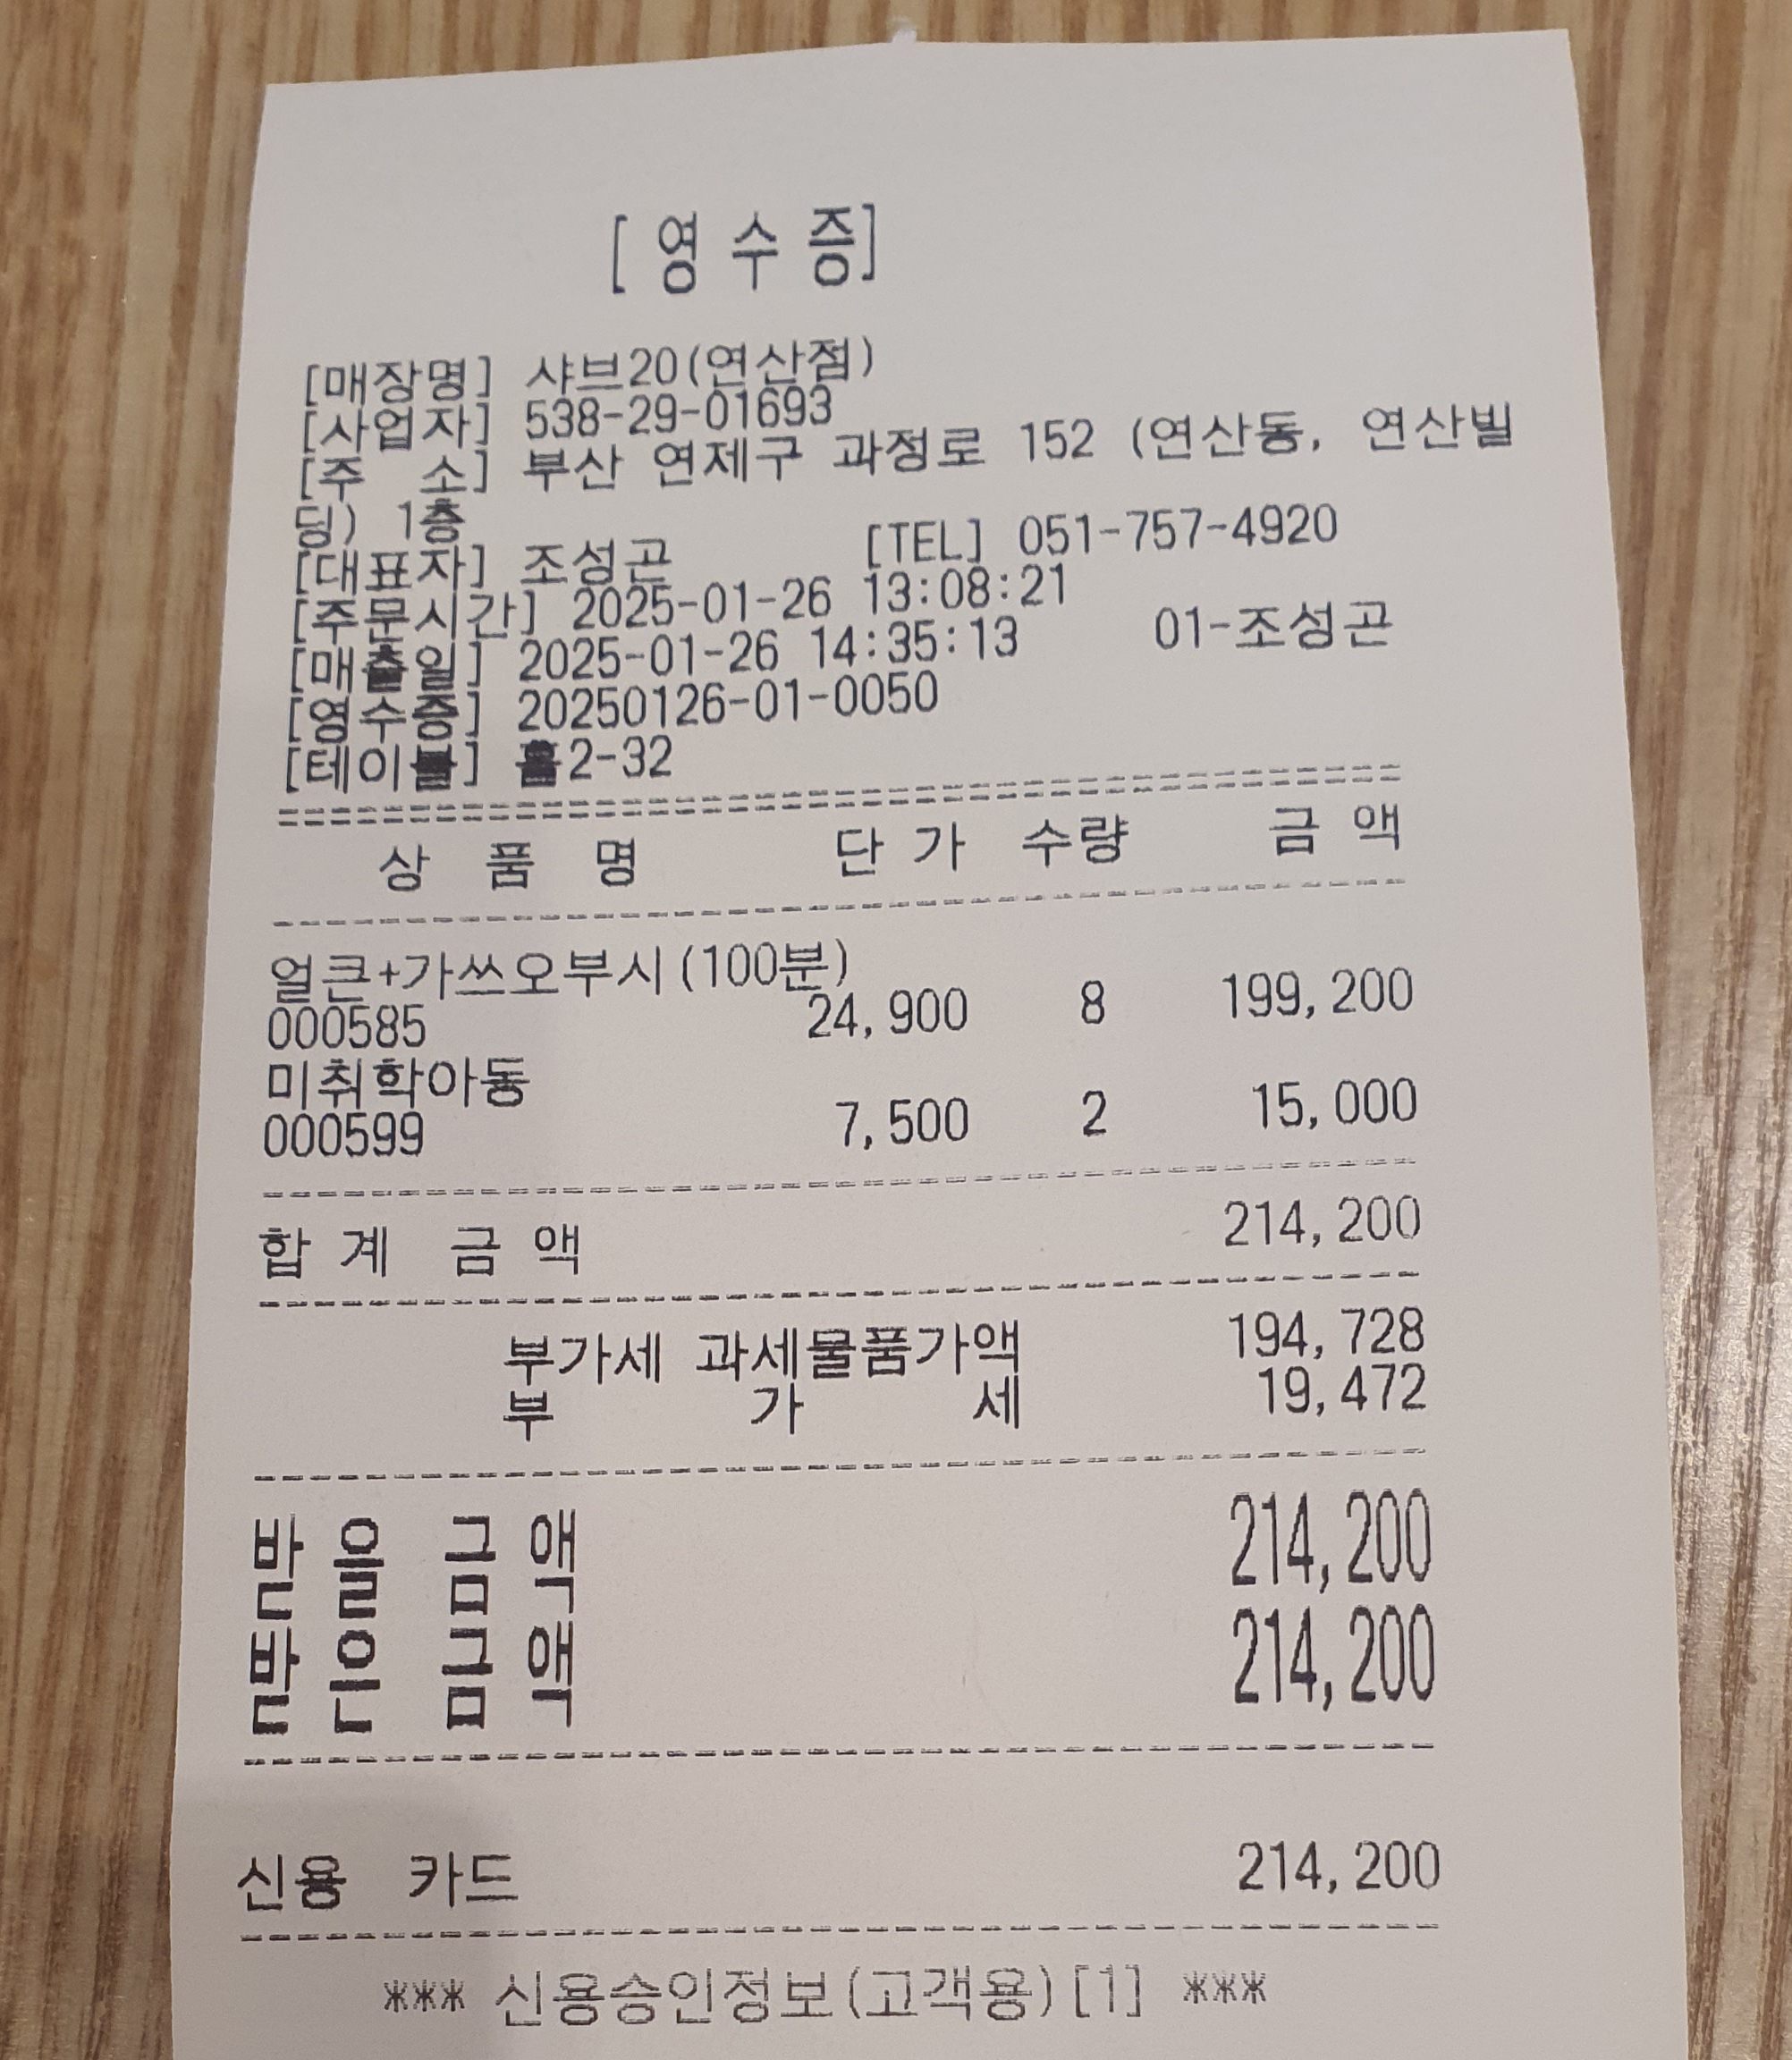 [ 영 수 증]
[매장명] 샤브20(연산점)
[사업자] 538-29-01693
[주   소] 부산 연제구 과정로 152 (연산동, 연산빌
딩) 1층
[대표자] 조성곤 [TEL] 051-757-4920
[주문시간] 2025-01-26 13:08:21
[매출일] 2025-01-26 14:35:13 01-조성곤
[영수증] 20250126-01-0050
[테이블] 홀2-32
상 품 명 단 가 수량 금 액
얼큰+가쓰오부시(100분)
000585 24,900 8 199,200
미취학아동
000599 7,500 2 15,000
합 계 금 액 214,200
부가세 과세물품가액 194,728
부 가 세 19,472
받 을 금 액 214,200
받 은 금 액 214,200
신용 카드 214,200
*** 신용승인정보(고객용)[1] ***